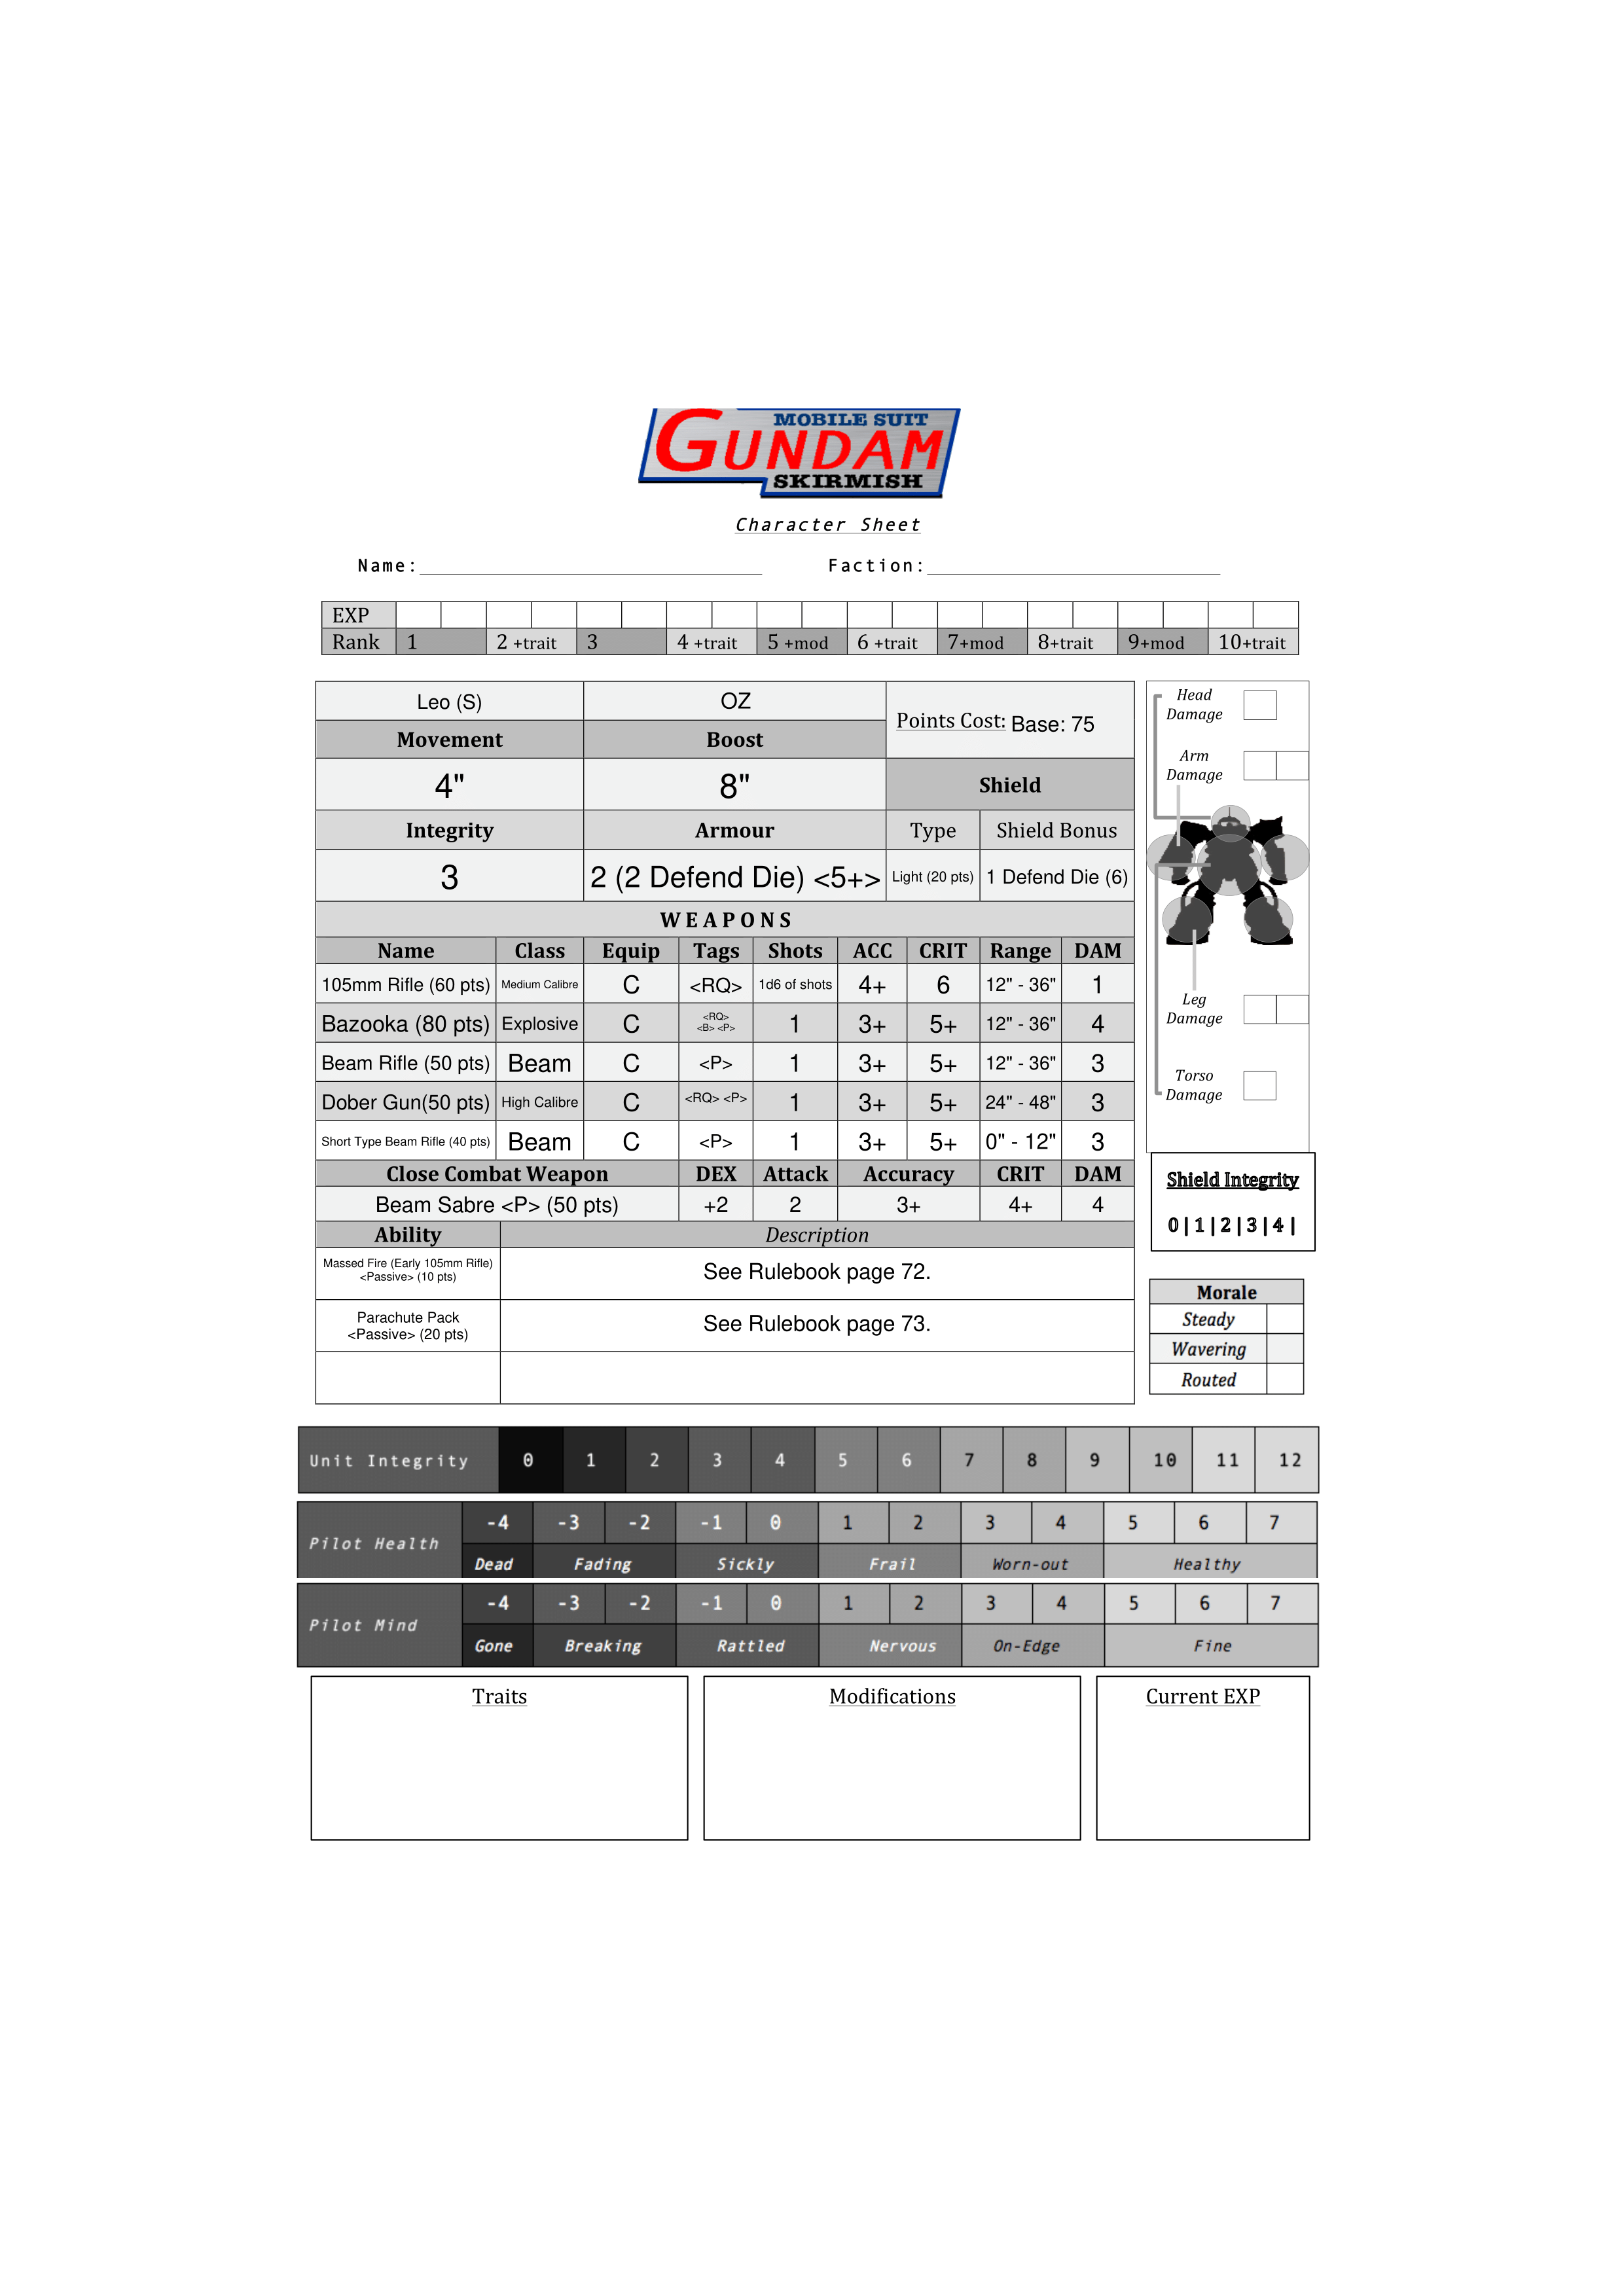 MOBILE SUIT
GUNDAM
SKIRMISH
Character Sheet
Name: Faction:
EXP
Rank 1 2 +trait 3 4 +trait 5 +mod 6 +trait 7+mod 8+trait 9+mod 10+trait
Leo (S) OZ Points Cost: Base: 75
Movement Boost
4" 8" Shield
Integrity Armour Type Shield Bonus
3 2 (2 Defend Die) <5+> Light (20 pts) 1 Defend Die (6)
WEAPONS
Name Class Equip Tags Shots ACC CRIT Range DAM
105mm Rifle (60 pts) Medium Calibre C <RQ> 1d6 of shots 4+ 6 12" - 36" 1
Bazooka (80 pts) Explosive C <RQ> <B> <P> 1 3+ 5+ 12" - 36" 4
Beam Rifle (50 pts) Beam C <P> 1 3+ 5+ 12" - 36" 3
Dober Gun(50 pts) High Calibre C <RQ> <P> 1 3+ 5+ 24" - 48" 3
Short Type Beam Rifle (40 pts) Beam C <P> 1 3+ 5+ 0" - 12" 3
Close Combat Weapon DEX Attack Accuracy CRIT DAM
Beam Sabre <P> (50 pts) +2 2 3+ 4+ 4
Ability Description
Massed Fire (Early 105mm Rifle)
<Passive> (10 pts) See Rulebook page 72.
Parachute Pack
<Passive> (20 pts) See Rulebook page 73.
Head
Damage
Arm
Damage
Leg
Damage
Torso
Damage
Shield Integrity
0 | 1 | 2 | 3 | 4 |
Morale
Steady
Wavering
Routed
Unit Integrity 0 1 2 3 4 5 6 7 8 9 10 11 12
Pilot Health -4 -3 -2 -1 0 1 2 3 4 5 6 7
Dead Fading Sickly Frail Worn-out Healthy
Pilot Mind -4 -3 -2 -1 0 1 2 3 4 5 6 7
Gone Breaking Rattled Nervous On-Edge Fine
Traits Modifications Current EXP